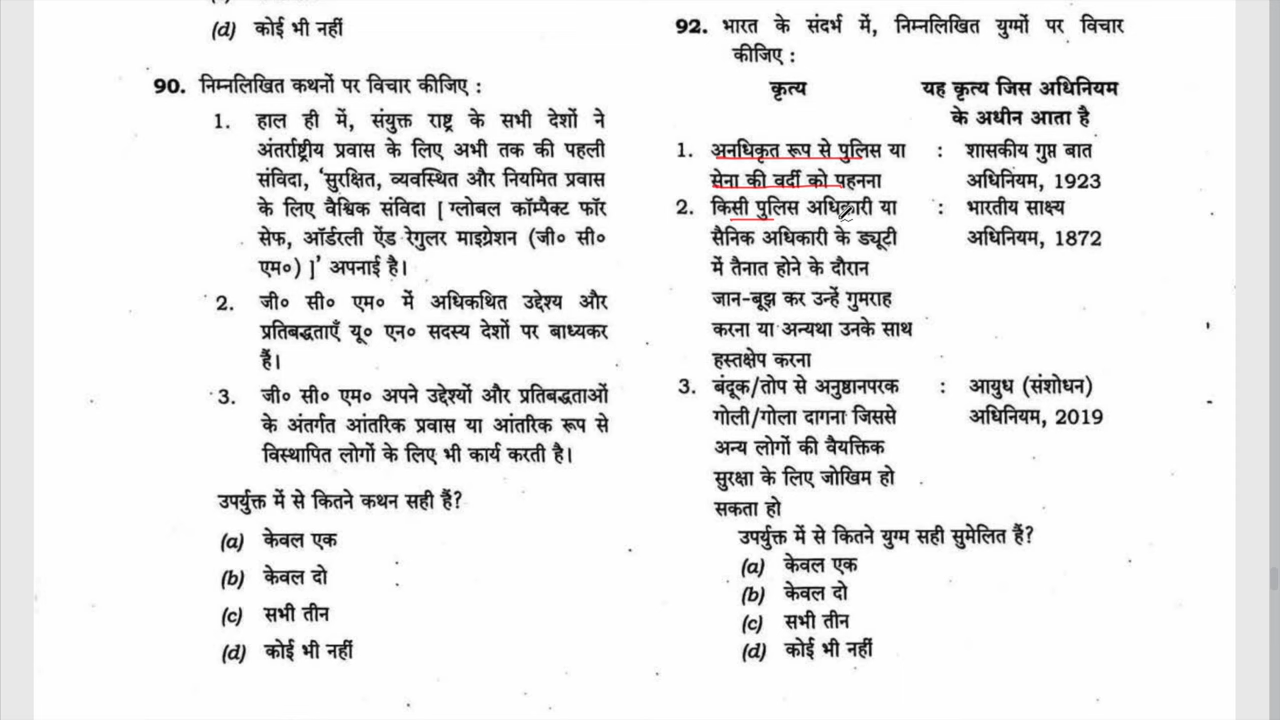 (d) कोई भी नहीं
90. निम्नलिखित कथनों पर विचार कीजिए :
1. हाल ही में, संयुक्त राष्ट्र के सभी देशों ने
अंतर्राष्ट्रीय प्रवास के लिए अभी तक की पहली
संविदा, 'सुरक्षित, व्यवस्थित और नियमित प्रवास
के लिए वैश्विक संविदा [ ग्लोबल कॉम्पैक्ट फॉर
सेफ, ऑर्डरली ऐंड रेगुलर माइग्रेशन (जी० सी०
एम०) ]' अपनाई है।
2. जी० सी० एम० में अधिकथित उद्देश्य और
प्रतिबद्धताएँ यू० एन० सदस्य देशों पर बाध्यकर
हैं।
3. जी० सी० एम० अपने उद्देश्यों और प्रतिबद्धताओं
के अंतर्गत आंतरिक प्रवास या आंतरिक रूप से
विस्थापित लोगों के लिए भी कार्य करती है।
उपर्युक्त में से कितने कथन सही हैं?
(a) केवल एक
(b) केवल दो
(c) सभी तीन
(d) कोई भी नहीं
92. भारत के संदर्भ में, निम्नलिखित युग्मों पर विचार
कीजिए :
कृत्य यह कृत्य जिस अधिनियम
के अधीन आता है
1. अनधिकृत रूप से पुलिस या : शासकीय गुप्त बात
सेना की वर्दी को पहनना अधिनियम, 1923
2. किसी पुलिस अधिकारी या : भारतीय साक्ष्य
सैनिक अधिकारी के ड्यूटी अधिनियम, 1872
में तैनात होने के दौरान
जान-बूझ कर उन्हें गुमराह
करना या अन्यथा उनके साथ
हस्तक्षेप करना
3. बंदूक/तोप से अनुष्ठानपरक : आयुध (संशोधन)
गोली/गोला दागना जिससे अधिनियम, 2019
अन्य लोगों की वैयक्तिक
सुरक्षा के लिए जोखिम हो
सकता हो
उपर्युक्त में से कितने युग्म सही सुमेलित हैं?
(a) केवल एक
(b) केवल दो
(c) सभी तीन
(d) कोई भी नहीं